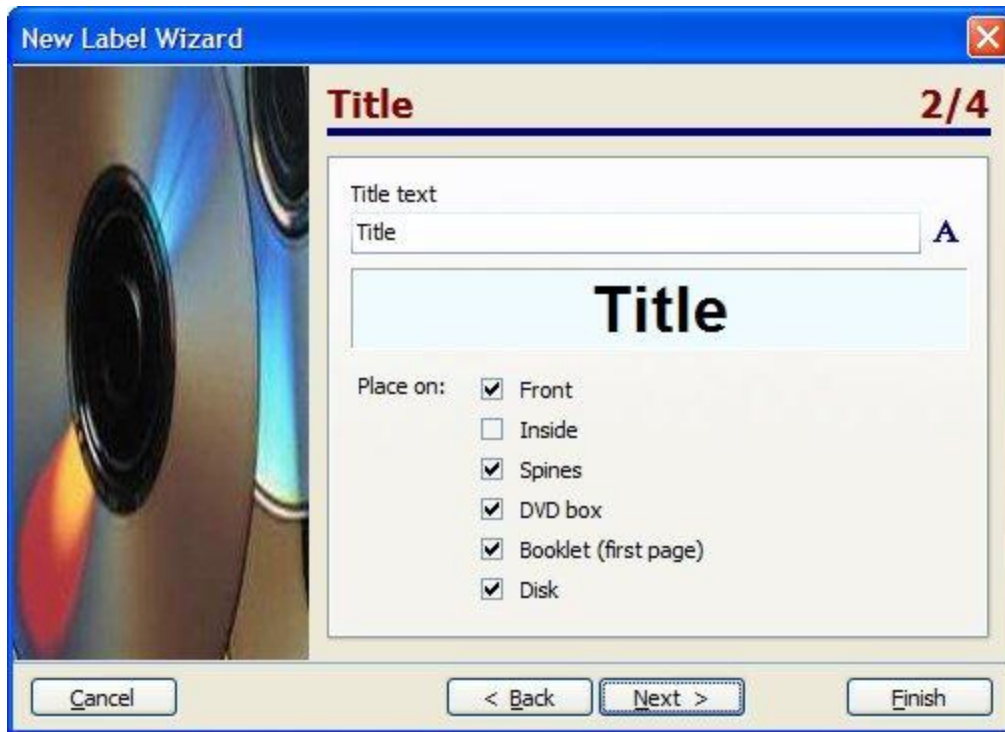 New Label Wizard
Title 2/4
Title text
Title A
Title
Place on: Front
Inside
Spines
DVD box
Booklet (first page)
Disk
Cancel < Back Next > Finish